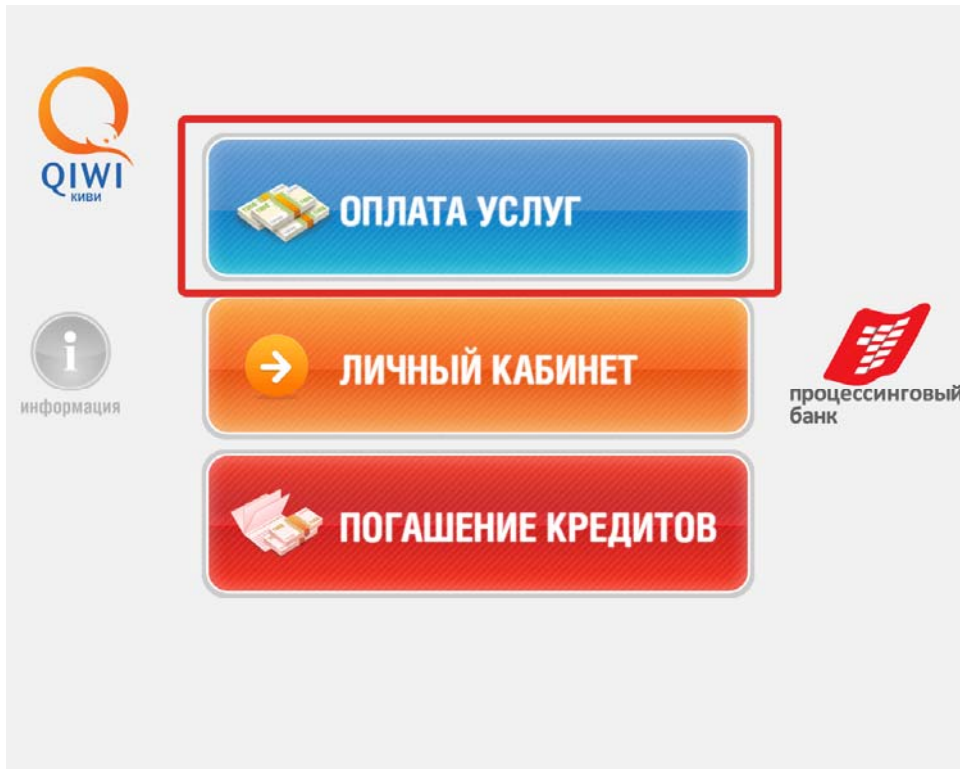 QIWI
КИВИ
ОПЛАТА УСЛУГ
ЛИЧНЫЙ КАБИНЕТ
ПОГАШЕНИЕ КРЕДИТОВ
i
информация
процессинговый
банк